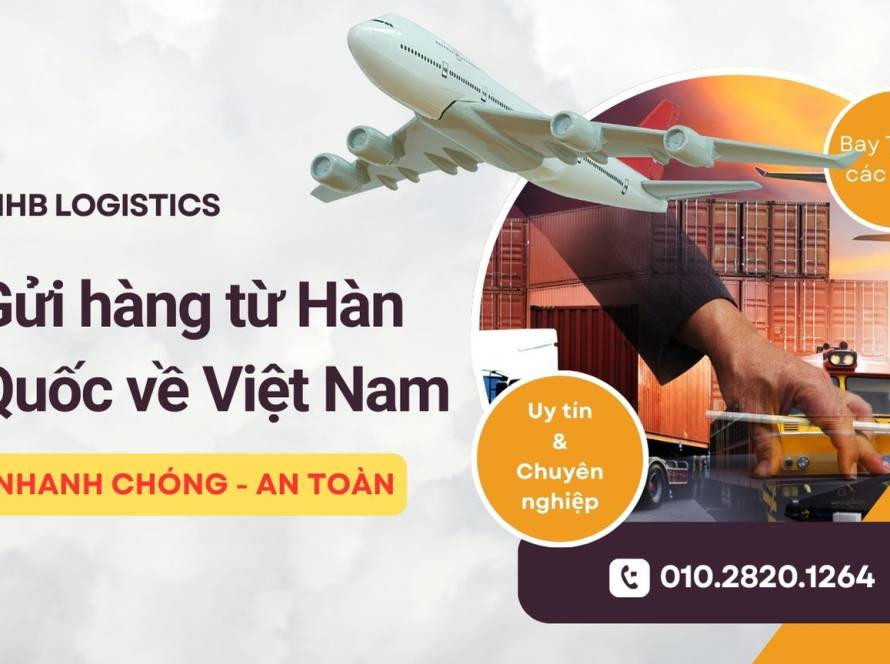 HB LOGISTICS
Gửi hàng từ Hàn
Quốc về Việt Nam
NHANH CHÓNG - AN TOÀN
Bay
các
Uy tín
&
Chuyên
nghiệp
010.2820.1264